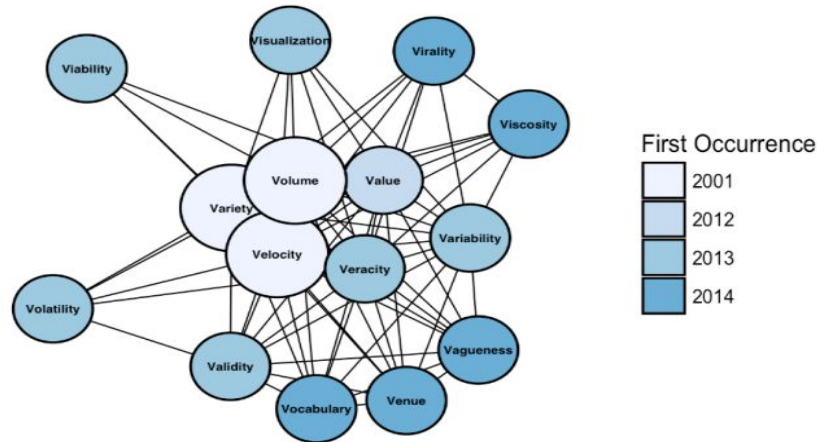 Visualization
Virality
Viability
Viscosity
First Occurrence
2001
2012
2013
2014
Volume
Value
Variety
Variability
Velocity
Veracity
Volatility
Vagueness
Validity
Venue
Vocabulary